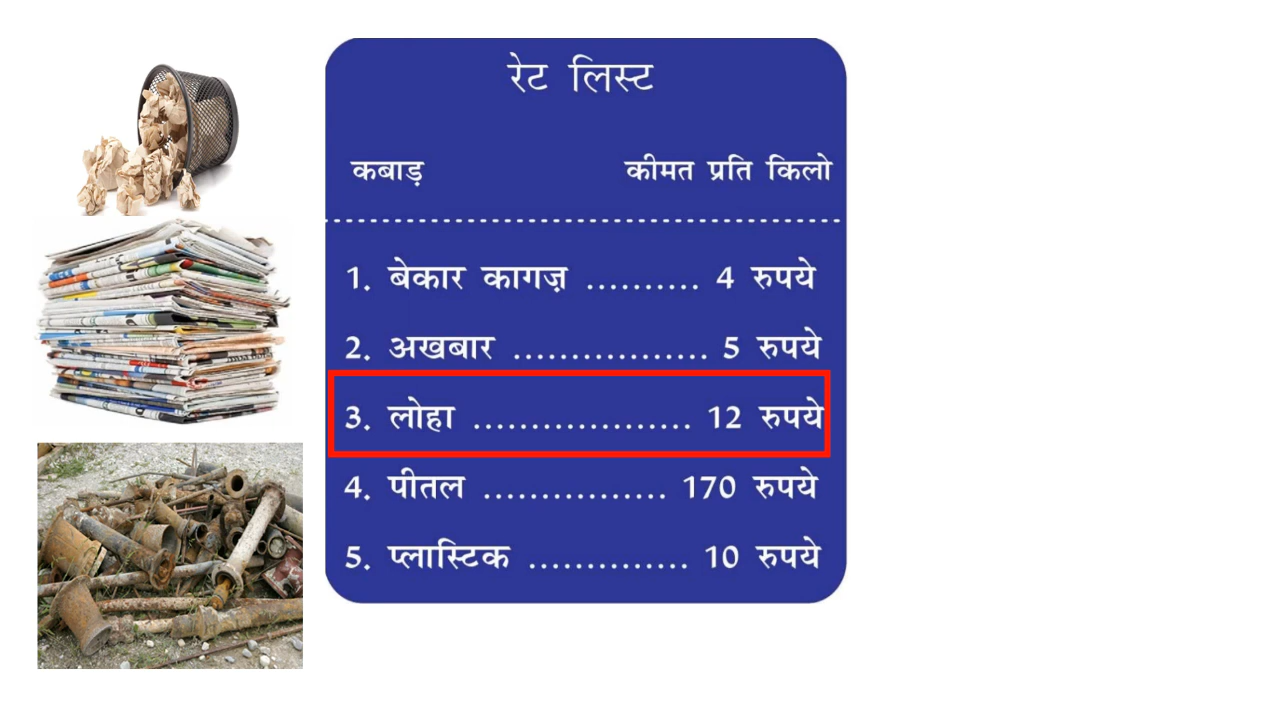 रेट लिस्ट
कबाड़ कीमत प्रति किलो
1. बेकार कागज़ .......... 4 रुपये
2. अखबार ................. 5 रुपये
3. लोहा ................... 12 रुपये
4. पीतल ................ 170 रुपये
5. प्लास्टिक .............. 10 रुपये